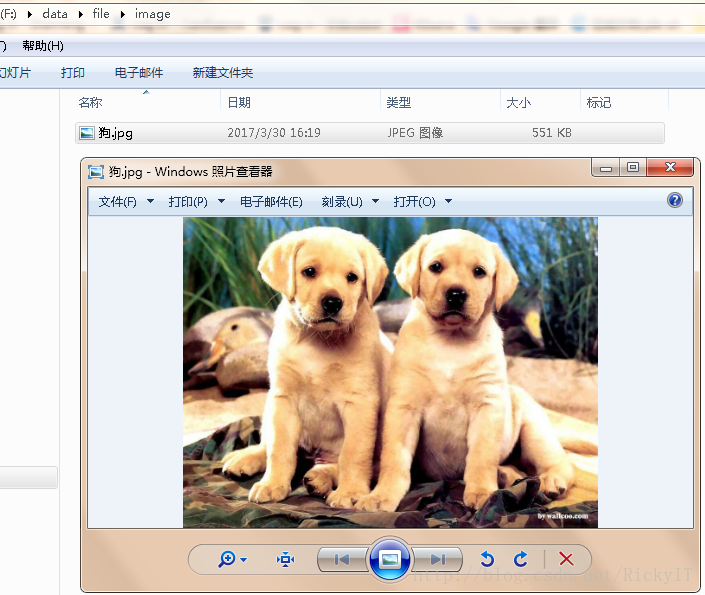 (F:) ▸ data ▸ file ▸ image
) 帮助(H)
幻灯片 打印 电子邮件 新建文件夹
名称 日期 类型 大小 标记
狗.jpg 2017/3/30 16:19 JPEG 图像 551 KB
狗.jpg - Windows 照片查看器
文件(F) 打印(P) 电子邮件(E) 刻录(U) 打开(O)
by wallcoo.com
http://blog.csdn.net/RickyIT